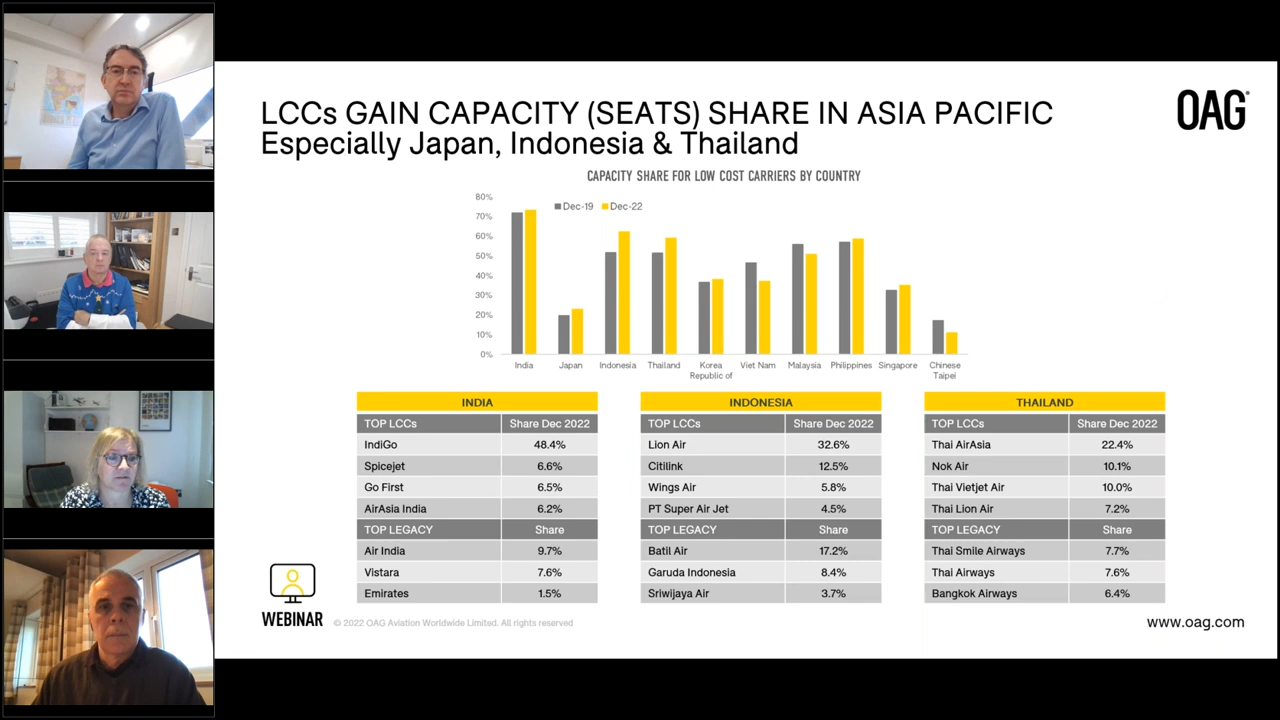 LCCs GAIN CAPACITY (SEATS) SHARE IN ASIA PACIFIC
Especially Japan, Indonesia & Thailand
OAG
CAPACITY SHARE FOR LOW COST CARRIERS BY COUNTRY
Dec-19 Dec-22
80%
70%
60%
50%
40%
30%
20%
10%
0%
India Japan Indonesia Thailand Korea Republic of Viet Nam Malaysia Philippines Singapore Chinese Taipei
INDIA
TOP LCCs Share Dec 2022
IndiGo 48.4%
Spicejet 6.6%
Go First 6.5%
AirAsia India 6.2%
TOP LEGACY Share
Air India 9.7%
Vistara 7.6%
Emirates 1.5%
INDONESIA
TOP LCCs Share Dec 2022
Lion Air 32.6%
Citilink 12.5%
Wings Air 5.8%
PT Super Air Jet 4.5%
TOP LEGACY Share
Batil Air 17.2%
Garuda Indonesia 8.4%
Sriwijaya Air 3.7%
THAILAND
TOP LCCs Share Dec 2022
Thai AirAsia 22.4%
Nok Air 10.1%
Thai Vietjet Air 10.0%
Thai Lion Air 7.2%
TOP LEGACY Share
Thai Smile Airways 7.7%
Thai Airways 7.6%
Bangkok Airways 6.4%
WEBINAR
© 2022 OAG Aviation Worldwide Limited. All rights reserved
www.oag.com